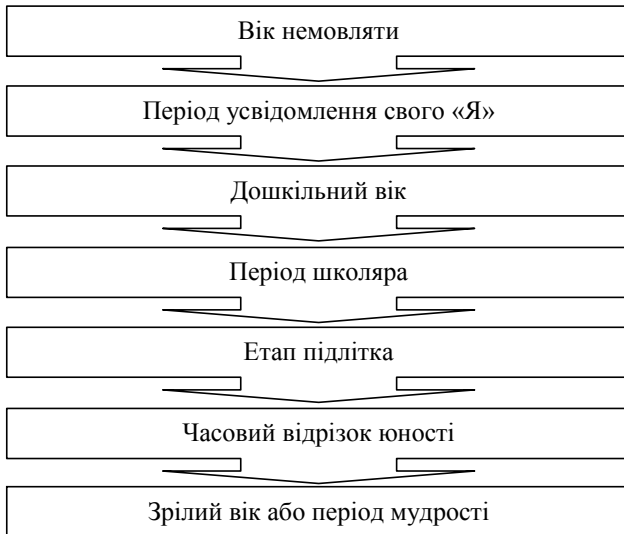 Вік немовляти
Період усвідомлення свого «Я»
Дошкільний вік
Період школяра
Етап підлітка
Часовий відрізок юності
Зрілий вік або період мудрості